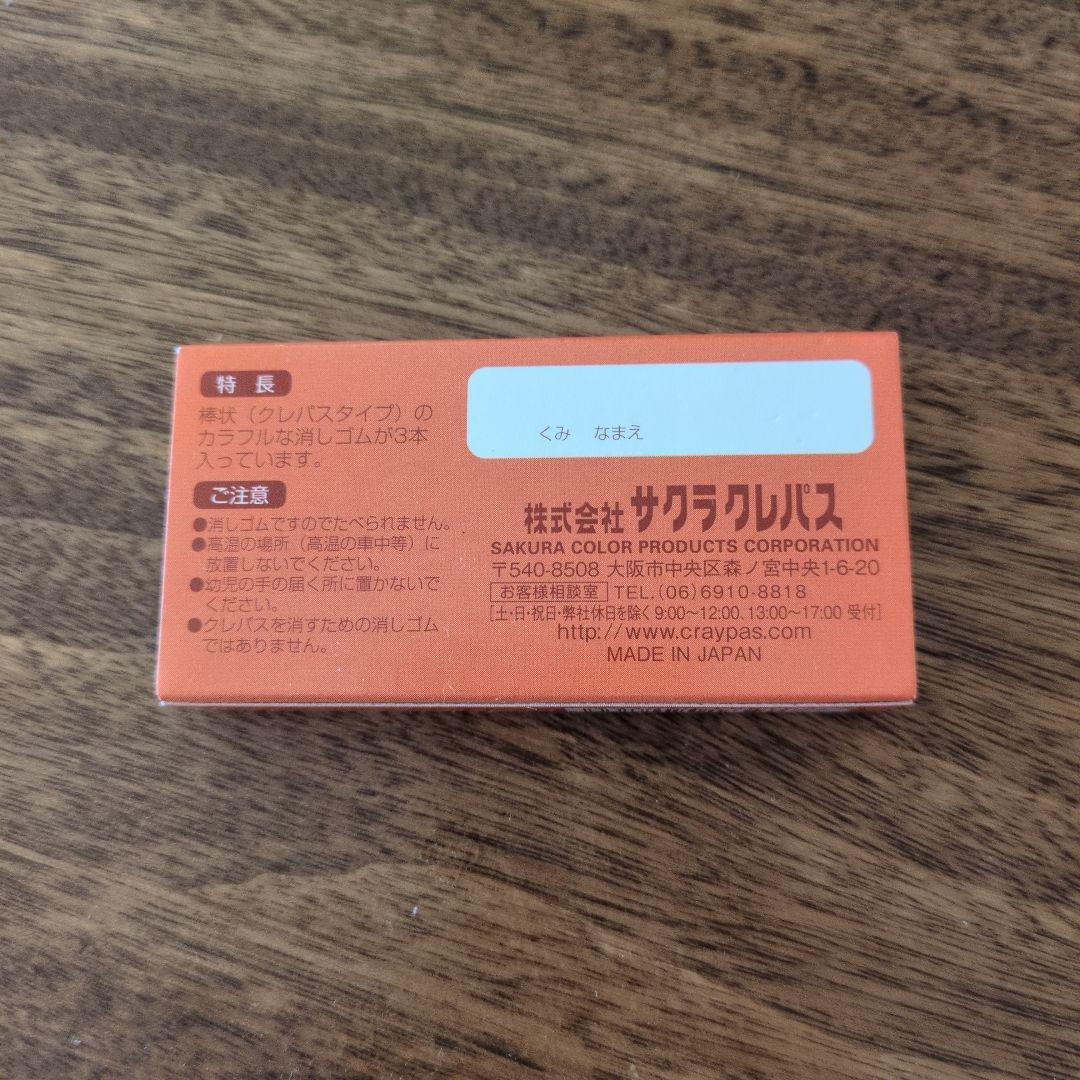 特 長
棒状（クレパスタイプ）の
カラフルな消しゴムが3本
入っています。
ご注意
●消しゴムですのでたべられません。
●高温の場所（高温の車中等）に
放置しないでください。
●幼児の手の届く所に置かないで
ください。
●クレパスを消すための消しゴム
ではありません。
くみ なまえ
株式会社 サクラクレパス
SAKURA COLOR PRODUCTS CORPORATION
〒540-8508 大阪市中央区森ノ宮中央1-6-20
お客様相談室 TEL.(06)6910-8818
[土・日・祝日・弊社休日を除く 9:00～12:00、13:00～17:00 受付]
http://www.craypas.com
MADE IN JAPAN